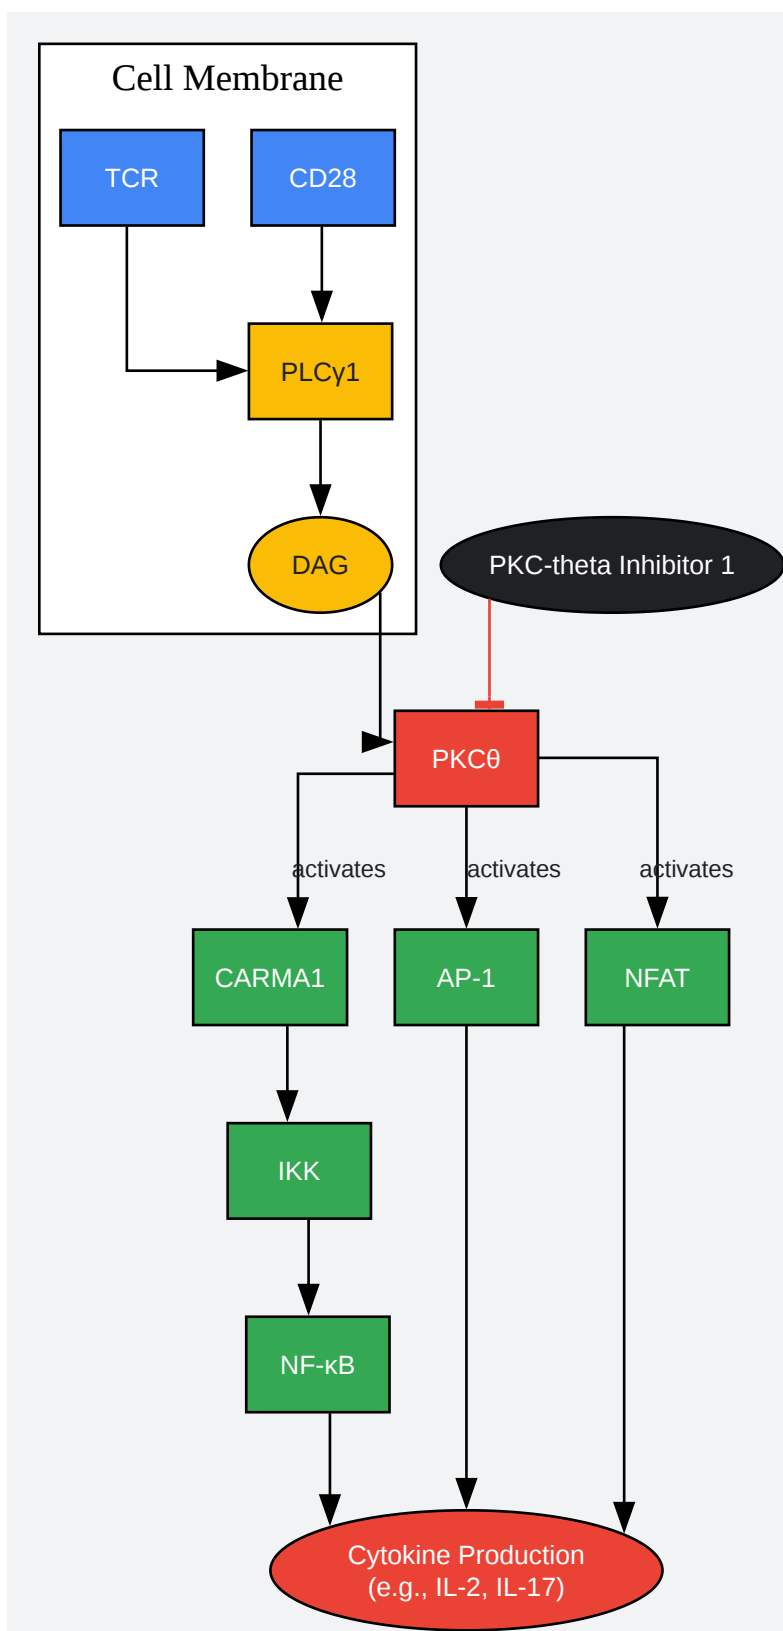 Cell Membrane
TCR
CD28
PLCγ1
DAG
PKC-theta Inhibitor 1
PKCθ
activates
activates
activates
CARMA1
AP-1
NFAT
IKK
NF-κB
Cytokine Production
(e.g., IL-2, IL-17)